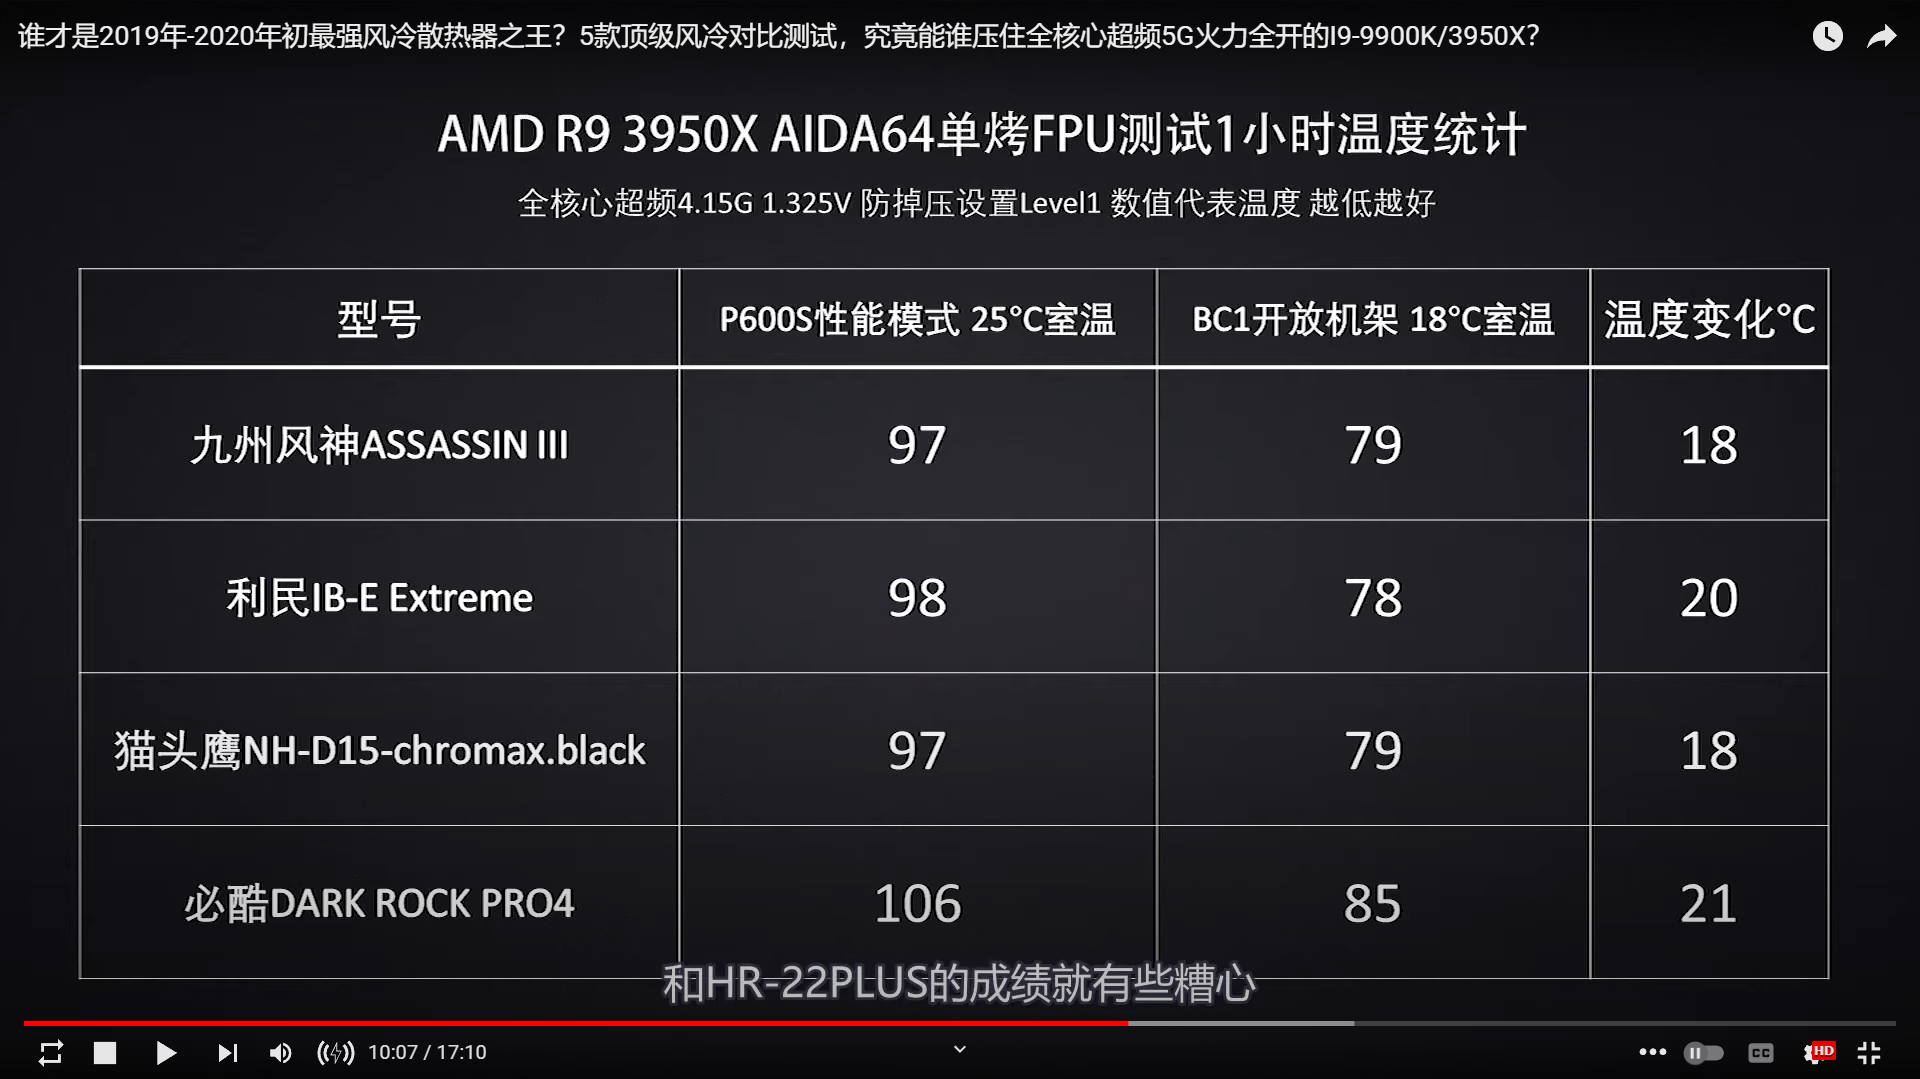 谁才是2019年-2020年初最强风冷散热器之王？5款顶级风冷对比测试，究竟能谁压住全核心超频5G火力全开的I9-9900K/3950X？
AMD R9 3950X AIDA64单烤FPU测试1小时温度统计
全核心超频4.15G 1.325V 防掉压设置Level1 数值代表温度 越低越好
型号 P600S性能模式 25°C室温 BC1开放机架 18°C室温 温度变化°C
九州风神ASSASSIN III 97 79 18
利民IB-E Extreme 98 78 20
猫头鹰NH-D15-chromax.black 97 79 18
必酷DARK ROCK PRO4 106 85 21
和HR-22PLUS的成绩就有些糟心
10:07 / 17:10
CC
HD